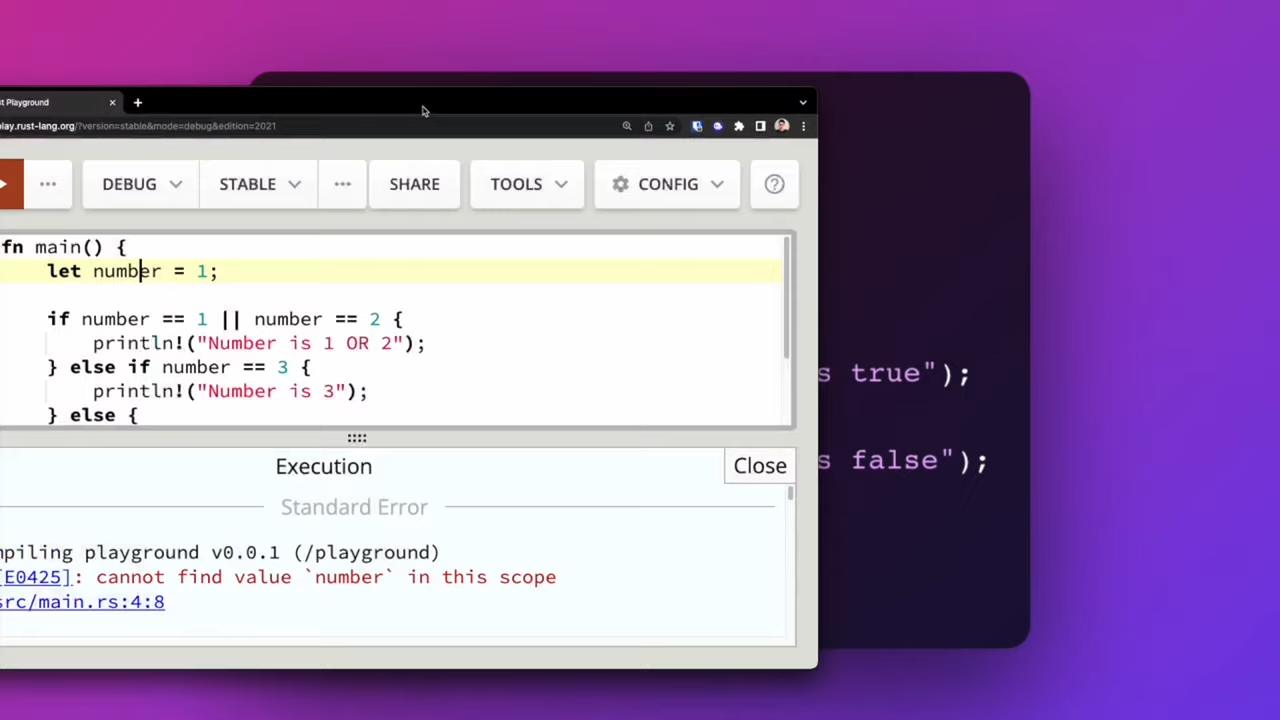 st Playground
play.rust-lang.org/?version=stable&mode=debug&edition=2021
DEBUG
STABLE
SHARE
TOOLS
CONFIG
fn main() {
let number = 1;
if number == 1 || number == 2 {
println!("Number is 1 OR 2");
} else if number == 3 {
println!("Number is 3");
} else {
s true");
s false");
Execution
Close
Standard Error
mpiling playground v0.0.1 (/playground)
[E0425]: cannot find value `number` in this scope
src/main.rs:4:8